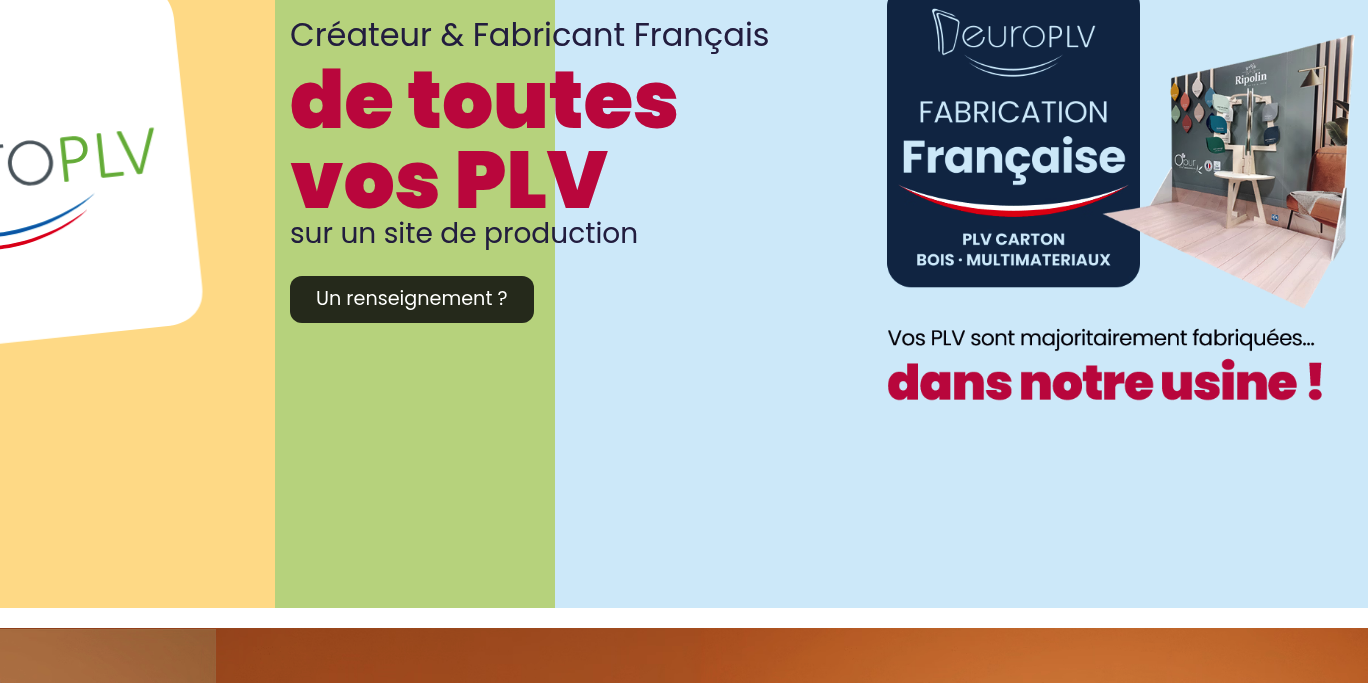 OPLV
Créateur & Fabricant Français
de toutes
vos PLV
sur un site de production
Un renseignement ?
euroPLV
FABRICATION
Française
PLV CARTON
BOIS · MULTIMATERIAUX
Ripolin
Vos PLV sont majoritairement fabriquées...
dans notre usine !